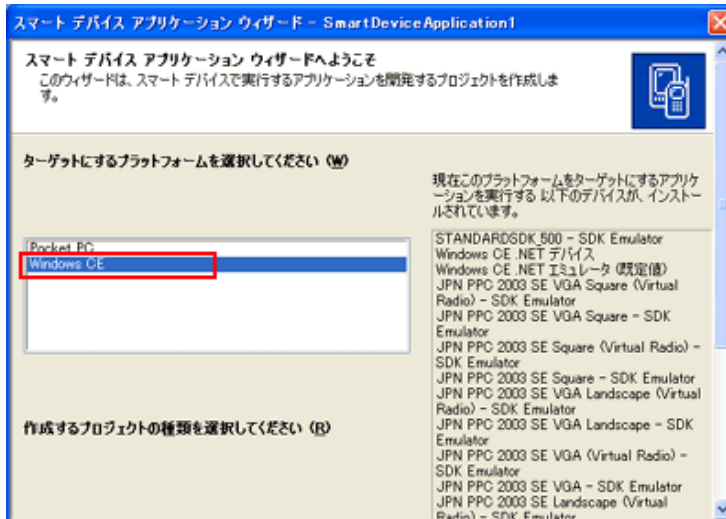 スマート デバイス アプリケーション ウィザード - SmartDeviceApplication1
スマート デバイス アプリケーション ウィザードへようこそ
このウィザードは、スマート デバイスで実行するアプリケーションを開発するプロジェクトを作成しま
す。
ターゲットにするプラットフォームを選択してください (W)
Pocket PC
Windows CE
作成するプロジェクトの種類を選択してください (R)
現在このプラットフォームをターゲットにするアプリケ
ーションを実行する 以下のデバイスが、インストー
ルされています。
STANDARDSDK_500 - SDK Emulator
Windows CE .NET デバイス
Windows CE .NET エミュレータ (既定値)
JPN PPC 2003 SE VGA Square (Virtual
Radio) - SDK Emulator
JPN PPC 2003 SE VGA Square - SDK
Emulator
JPN PPC 2003 SE Square (Virtual Radio) -
SDK Emulator
JPN PPC 2003 SE Square - SDK Emulator
JPN PPC 2003 SE VGA Landscape (Virtual
Radio) - SDK Emulator
JPN PPC 2003 SE VGA Landscape - SDK
Emulator
JPN PPC 2003 SE VGA (Virtual Radio) -
SDK Emulator
JPN PPC 2003 SE VGA - SDK Emulator
JPN PPC 2003 SE Landscape (Virtual
Radio) - SDK Emulator